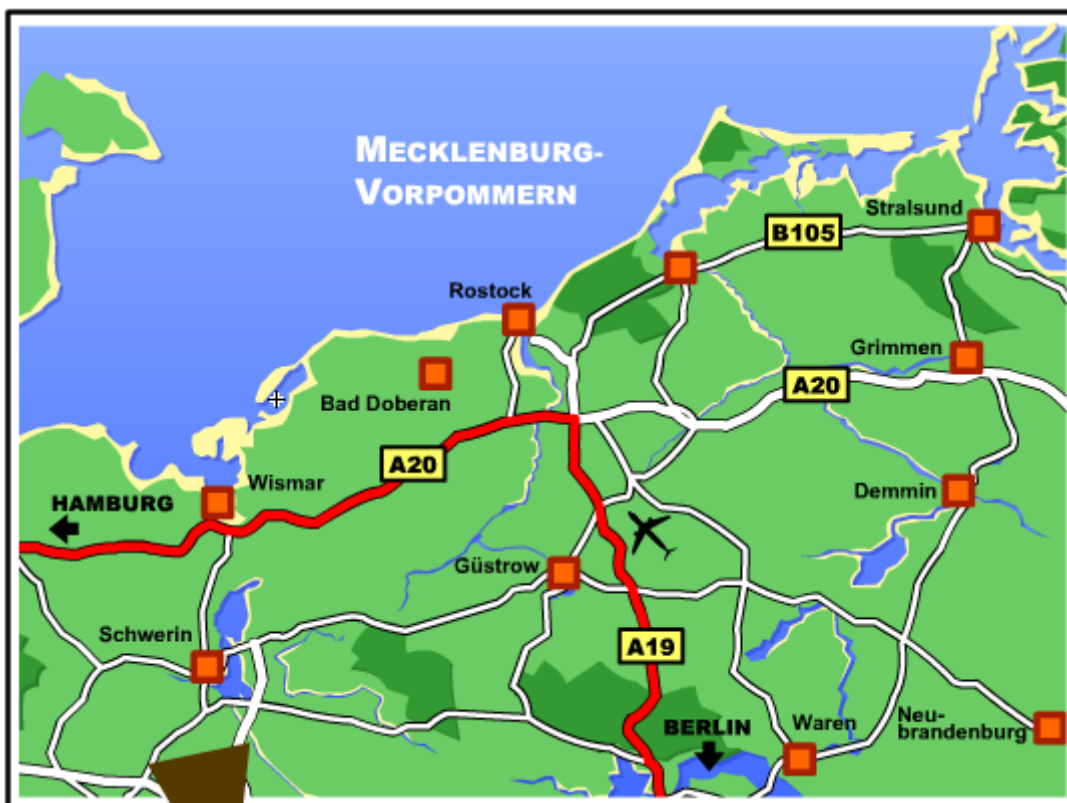 MECKLENBURG-
VORPOMMERN
Stralsund
B105
Rostock
Grimmen
A20
Bad Doberan
A20
Wismar
HAMBURG
Demmin
Güstrow
Schwerin
A19
BERLIN
Waren
Neu-
brandenburg